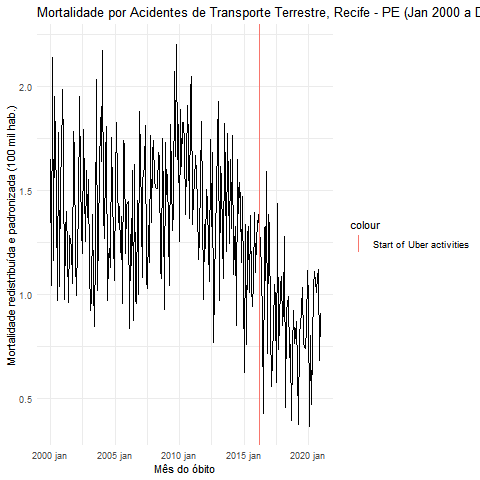 Mortalidade por Acidentes de Transporte Terrestre, Recife - PE (Jan 2000 a D
Mortalidade redistribuída e padronizada (100 mil hab.)
2.0
1.5
1.0
0.5
2000 jan
2005 jan
2010 jan
2015 jan
2020 jan
Mês do óbito
colour
Start of Uber activities